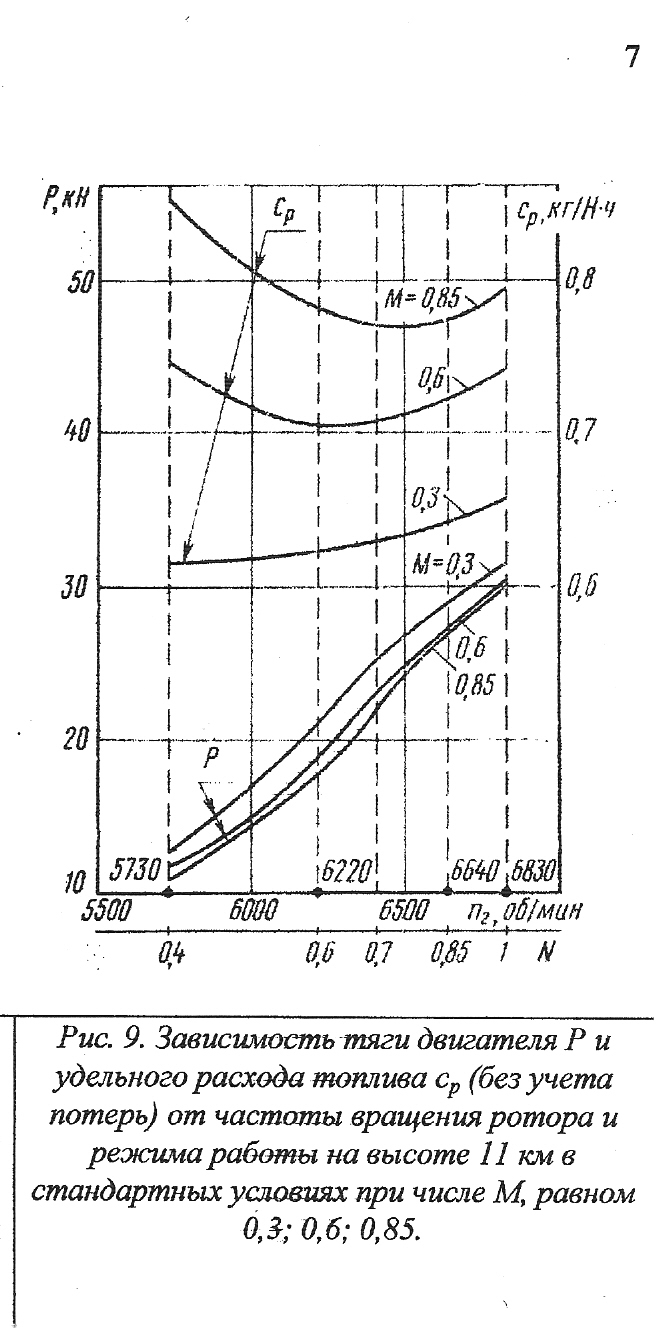 7
P, кН
cр, кг/Н·ч
cр
50
0,8
M=0,85
0,6
40
0,7
0,3
M=0,3
30
0,6
0,6
0,85
20
P
10
5730
6220
6640
6830
5500
6000
6500
nг, об/мин
0,4
0,6
0,7
0,85
1
N
Рис. 9. Зависимость тяги двигателя P и
удельного расхода топлива cр (без учета
потерь) от частоты вращения ротора и
режима работы на высоте 11 км в
стандартных условиях при числе М, равном
0,3; 0,6; 0,85.